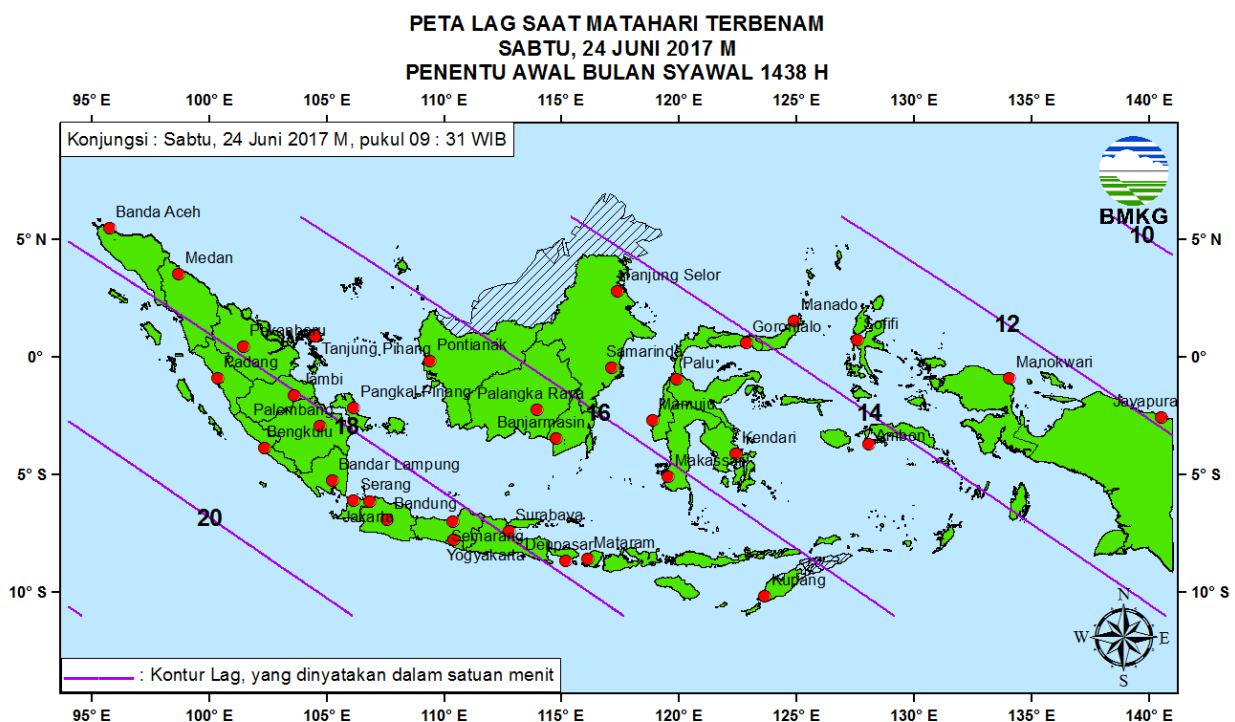 PETA LAG SAAT MATAHARI TERBENAM
SABTU, 24 JUNI 2017 M
PENENTU AWAL BULAN SYAWAL 1438 H
95° E 100° E 105° E 110° E 115° E 120° E 125° E 130° E 135° E 140° E
Konjungsi : Sabtu, 24 Juni 2017 M, pukul 09 : 31 WIB
BMKG
10
Banda Aceh
5° N 5° N
Medan
Tanjung Selor
Manado
12
Gorontalo Sofifi
Pekanbaru
Tanjung Pinang Pontianak
0° 0°
Padang Samarinda Palu Manokwari
Jambi Pangkal Pinang Palangka Raya
Palembang 18 Banjarmasin 16 Mamuju 14 Jayapura
Bengkulu Kendari Ambon
Bandar Lampung Makassar
5° S 5° S
Serang
20 Jakarta Bandung Surabaya
Semarang Denpasar Mataram
Yogyakarta
Kupang
10° S 10° S
N
W E
S
: Kontur Lag, yang dinyatakan dalam satuan menit
95° E 100° E 105° E 110° E 115° E 120° E 125° E 130° E 135° E 140° E